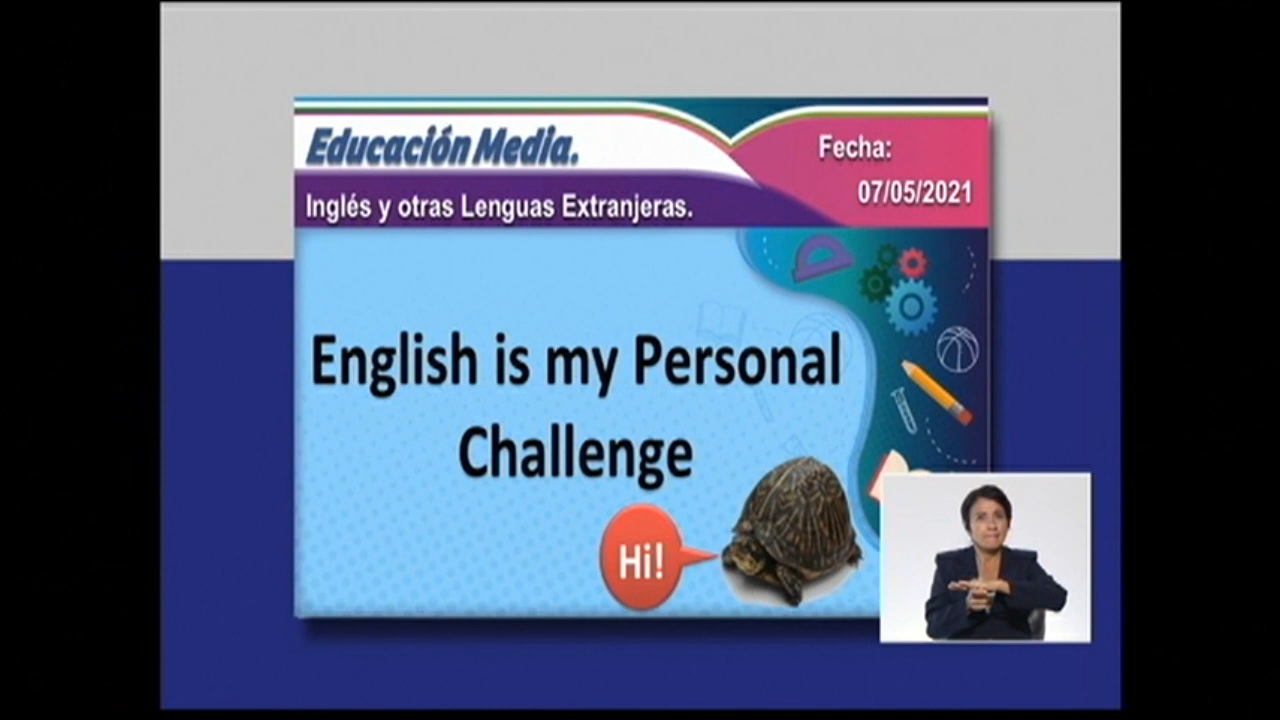 Educación Media.
Fecha:
07/05/2021
Inglés y otras Lenguas Extranjeras.
English is my Personal
Challenge
Hi!